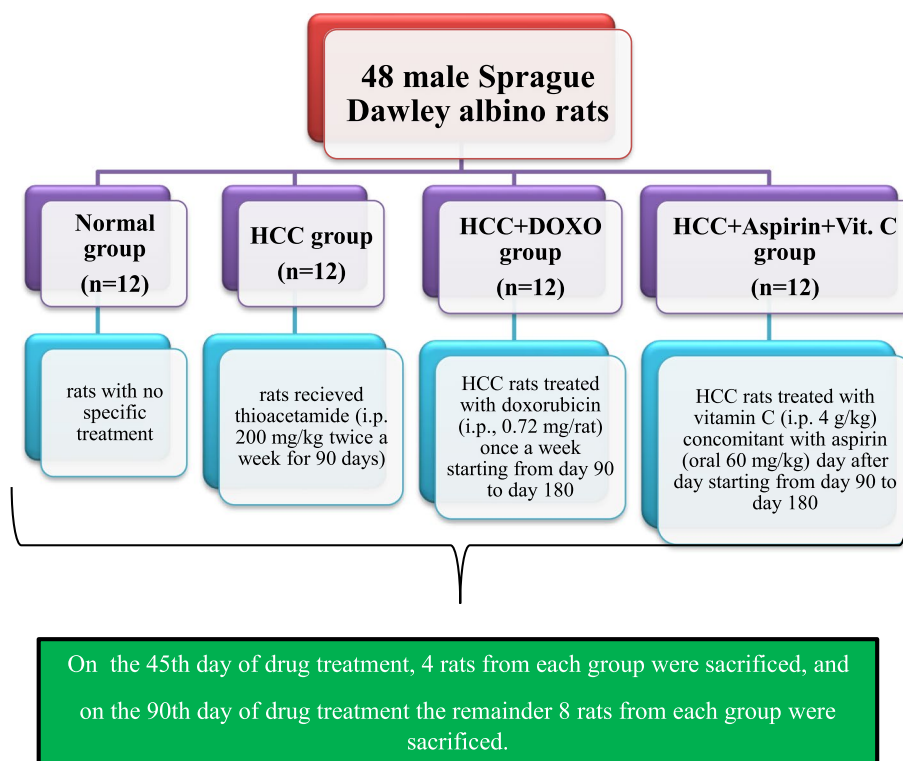 48 male Sprague
Dawley albino rats
Normal
group
(n=12)
HCC group
(n=12)
HCC+DOXO
group
(n=12)
HCC+Aspirin+Vit. C
group
(n=12)
rats with no
specific
treatment
rats recieved
thioacetamide (i.p.
200 mg/kg twice
a week for 90 days)
HCC rats treated
with doxorubicin
(i.p., 0.72 mg/rat)
once a week
starting from day 90
to day 180
HCC rats treated with
vitamin C (i.p. 4 g/kg)
concomitant with aspirin
(oral 60 mg/kg) day after
day starting from day 90 to
day 180
On the 45th day of drug treatment, 4 rats from each group were sacrificed, and
on the 90th day of drug treatment the remainder 8 rats from each group were
sacrificed.